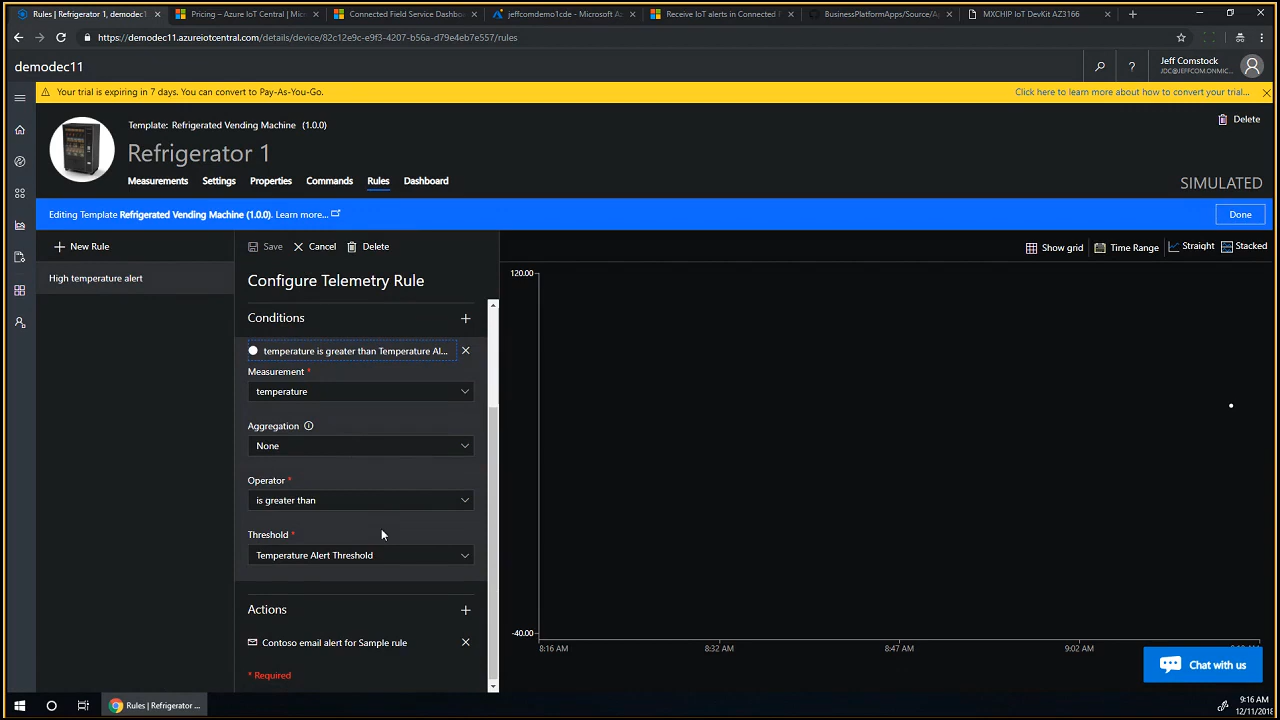 Rules | Refrigerator 1, demodec1
Pricing – Azure IoT Central | Mic
Connected Field Service Dashboa
jeffcomdemo1cde - Microsoft Az
Receive IoT alerts in Connected F
BusinessPlatformApps/Source/Ap
MXCHIP IoT DevKit AZ3166
https://demodec11.azureiotcentral.com/details/device/82c12e9c-e9f3-4207-b56a-d79e4eb7e557/rules
demodec11
Jeff Comstock
JDC@JEFFCOM.ONMIC...
Your trial is expiring in 7 days. You can convert to Pay-As-You-Go.
Click here to learn more about how to convert your trial...
Template: Refrigerated Vending Machine (1.0.0)
Delete
Refrigerator 1
Measurements Settings Properties Commands Rules Dashboard
SIMULATED
Editing Template Refrigerated Vending Machine (1.0.0). Learn more...
Done
New Rule
Save Cancel Delete
Show grid Time Range Straight Stacked
High temperature alert
Configure Telemetry Rule
120.00
Conditions
temperature is greater than Temperature Al...
Measurement *
temperature
Aggregation
None
Operator *
is greater than
Threshold *
Temperature Alert Threshold
Actions
Contoso email alert for Sample rule
* Required
-40.00
8:16 AM 8:32 AM 8:47 AM 9:02 AM
Chat with us
Rules | Refrigerator ...
9:16 AM
12/11/2018